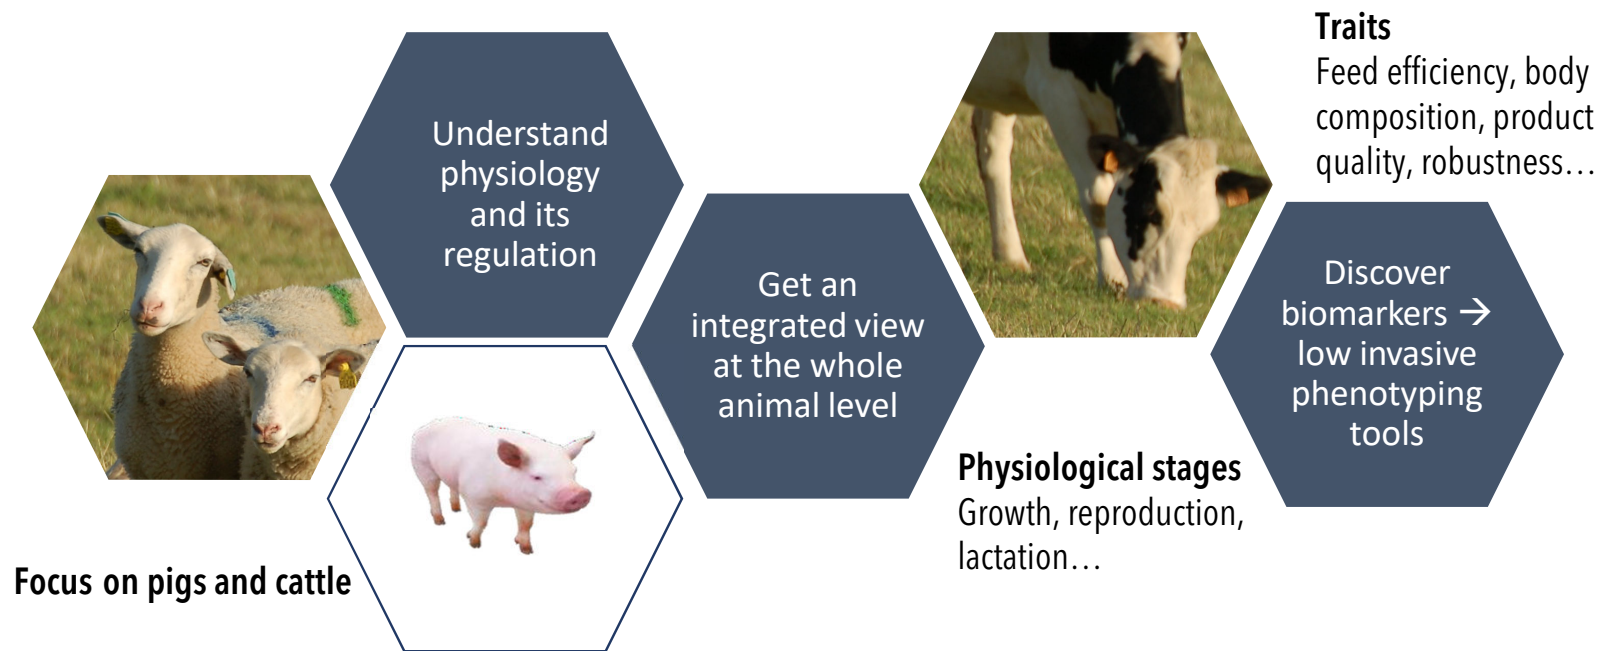 Traits
Feed efficiency, body
composition, product
quality, robustness…
Understand
physiology
and its
regulation
Get an
integrated view
at the whole
animal level
Discover
biomarkers →
low invasive
phenotyping
tools
Physiological stages
Growth, reproduction,
lactation…
Focus on pigs and cattle